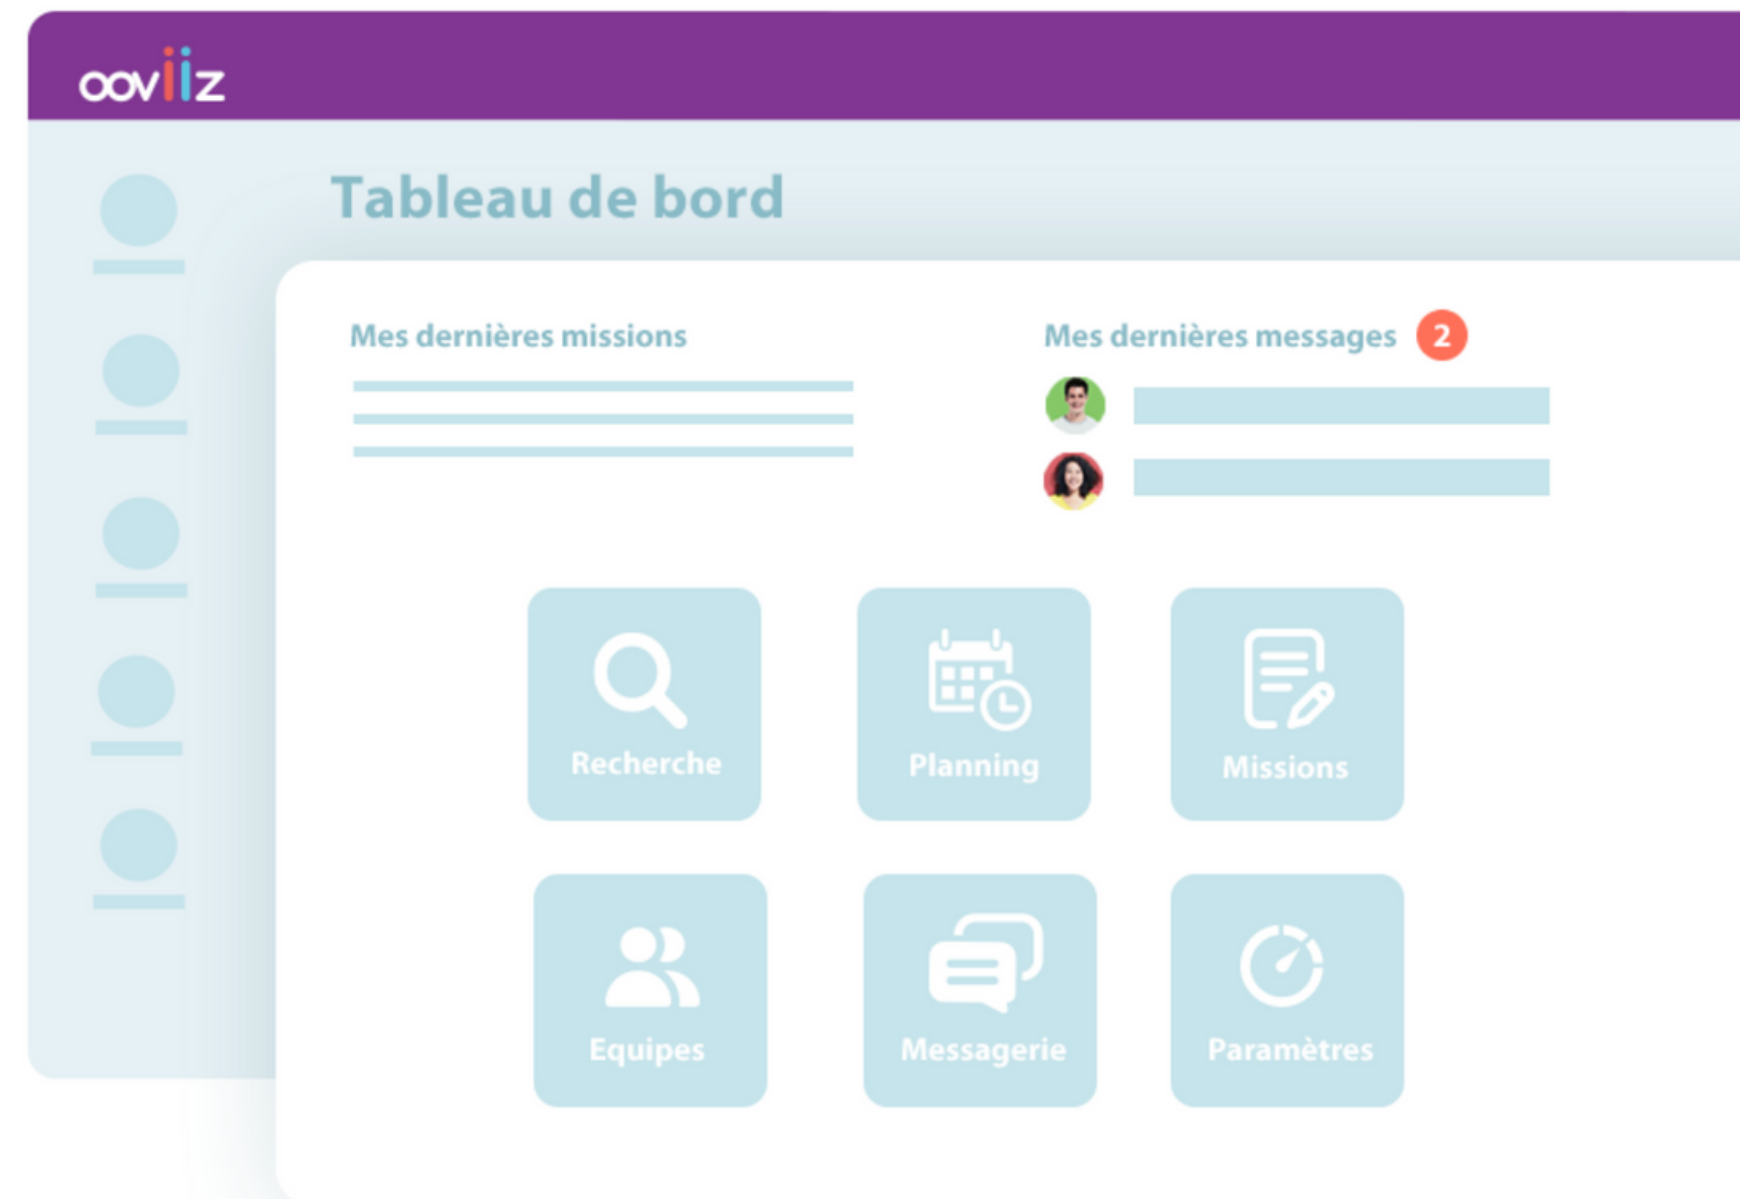 ooviiz
Tableau de bord
Mes dernières missions
Mes dernières messages 2
Recherche
Planning
Missions
Equipes
Messagerie
Paramètres